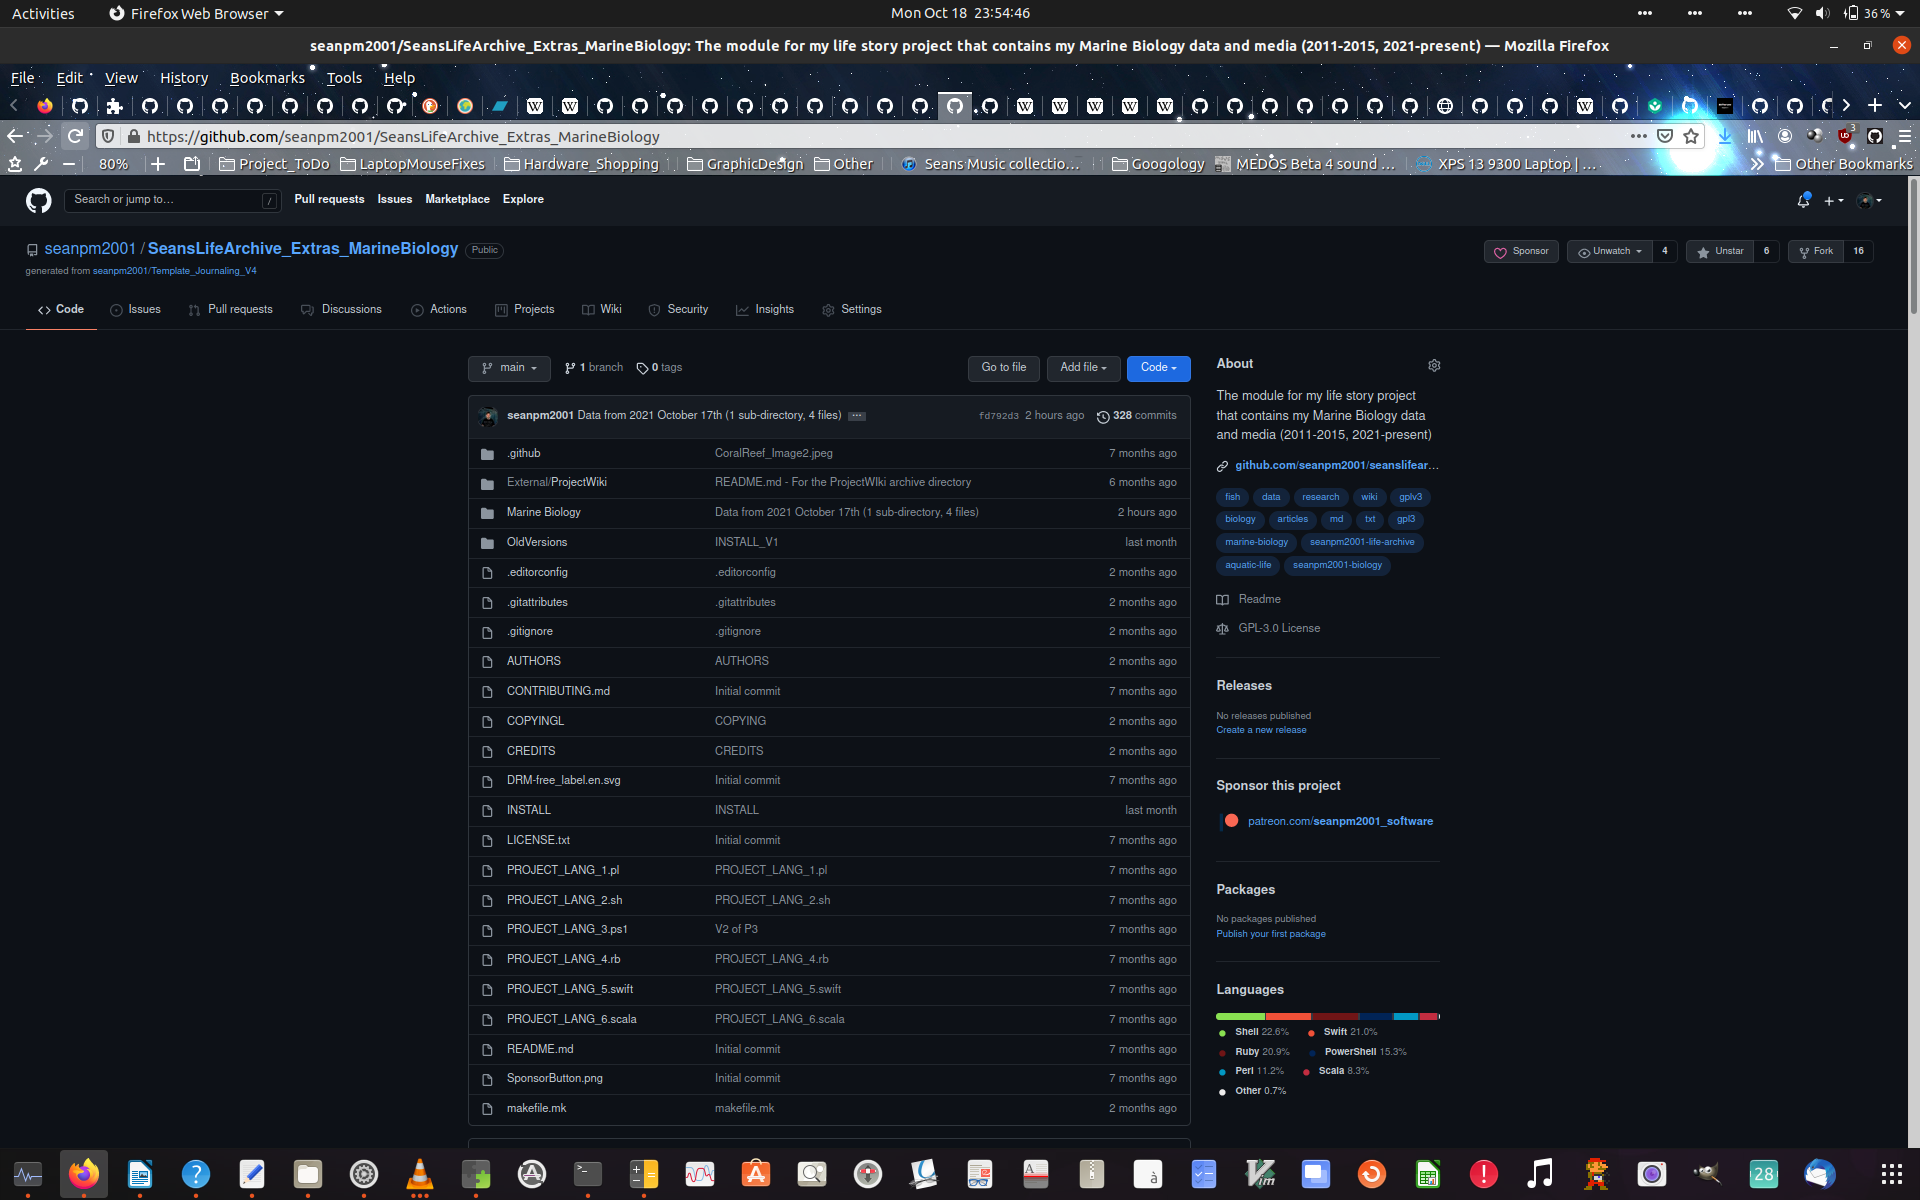 Activities Firefox Web Browser Mon Oct 18 23:54:46 36 %
seanpm2001/SeansLifeArchive_Extras_MarineBiology: The module for my life story project that contains my Marine Biology data and media (2011-2015, 2021-present) — Mozilla Firefox
File Edit View History Bookmarks Tools Help
https://github.com/seanpm2001/SeansLifeArchive_Extras_MarineBiology 3
80% Project_ToDo LaptopMouseFixes Hardware_Shopping GraphicDesign Other Seans Music collectio... Googology MEDOS Beta 4 sound ... XPS 13 9300 Laptop | ... Other Bookmarks
Search or jump to... / Pull requests Issues Marketplace Explore
seanpm2001 / SeansLifeArchive_Extras_MarineBiology Public
Sponsor Unwatch 4 Unstar 6 Fork 16
generated from seanpm2001/Template_Journaling_V4
Code Issues Pull requests Discussions Actions Projects Wiki Security Insights Settings
main 1 branch 0 tags Go to file Add file Code
seanpm2001 Data from 2021 October 17th (1 sub-directory, 4 files) ... fd792d3 2 hours ago 328 commits
.github CoralReef_Image2.jpeg 7 months ago
External/ProjectWiki README.md - For the ProjectWIki archive directory 6 months ago
Marine Biology Data from 2021 October 17th (1 sub-directory, 4 files) 2 hours ago
OldVersions INSTALL_V1 last month
.editorconfig .editorconfig 2 months ago
.gitattributes .gitattributes 2 months ago
.gitignore .gitignore 2 months ago
AUTHORS AUTHORS 2 months ago
CONTRIBUTING.md Initial commit 7 months ago
COPYINGL COPYING 2 months ago
CREDITS CREDITS 2 months ago
DRM-free_label.en.svg Initial commit 7 months ago
INSTALL INSTALL last month
LICENSE.txt Initial commit 7 months ago
PROJECT_LANG_1.pl PROJECT_LANG_1.pl 7 months ago
PROJECT_LANG_2.sh PROJECT_LANG_2.sh 7 months ago
PROJECT_LANG_3.ps1 V2 of P3 7 months ago
PROJECT_LANG_4.rb PROJECT_LANG_4.rb 7 months ago
PROJECT_LANG_5.swift PROJECT_LANG_5.swift 7 months ago
PROJECT_LANG_6.scala PROJECT_LANG_6.scala 7 months ago
README.md Initial commit 7 months ago
SponsorButton.png Initial commit 7 months ago
makefile.mk makefile.mk 2 months ago
About
The module for my life story project
that contains my Marine Biology data
and media (2011-2015, 2021-present)
github.com/seanpm2001/seanslifear...
fish data research wiki gplv3
biology articles md txt gpl3
marine-biology seanpm2001-life-archive
aquatic-life seanpm2001-biology
Readme
GPL-3.0 License
Releases
No releases published
Create a new release
Sponsor this project
patreon.com/seanpm2001_software
Packages
No packages published
Publish your first package
Languages
Shell 22.6% Swift 21.0%
Ruby 20.9% PowerShell 15.3%
Perl 11.2% Scala 8.3%
Other 0.7%
28